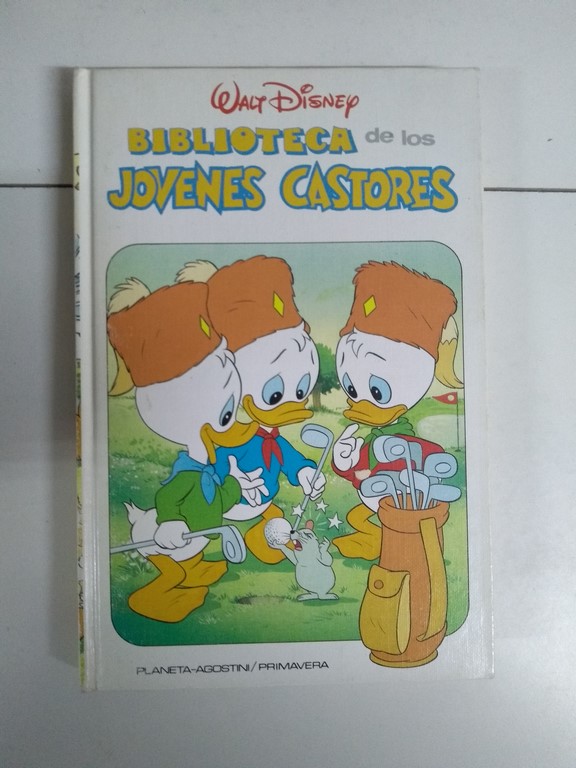 WALT DISNEY
BIBLIOTECA de los
JOVENES CASTORES
PLANETA-AGOSTINI/PRIMAVERA